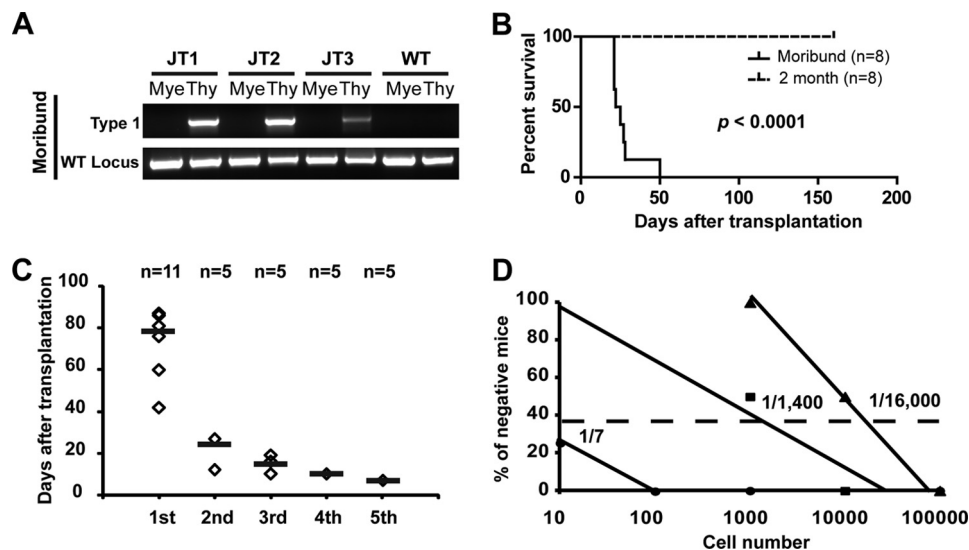 A
JT1 JT2 JT3 WT
Mye Thy Mye Thy Mye Thy Mye Thy
Moribund
Type 1
WT Locus
B
Percent survival
100
50
0
0 50 100 150 200
Days after transplantation
Moribund (n=8)
2 month (n=8)
p < 0.0001
C
n=11 n=5 n=5 n=5 n=5
Days after transplantation
100
80
60
40
20
0
1st 2nd 3rd 4th 5th
D
% of negative mice
100
80
60
40
20
0
1/7
1/1,400
1/16,000
10 100 1000 10000 100000
Cell number